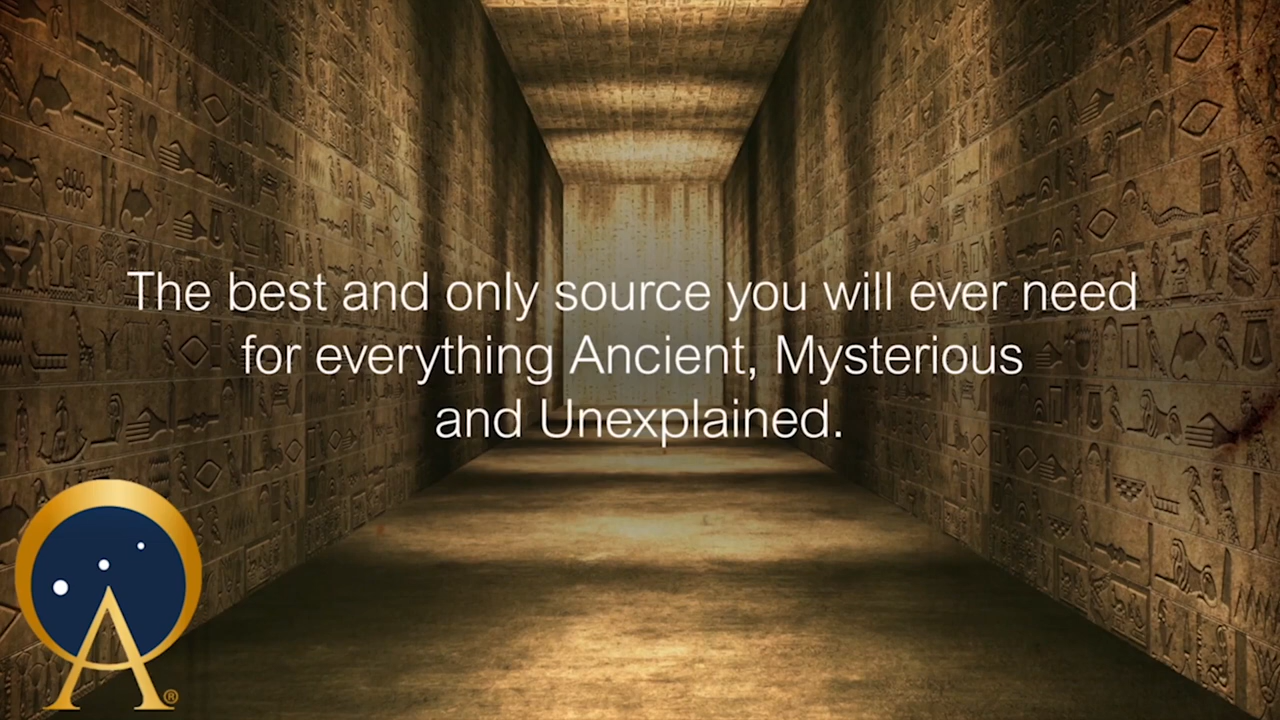 The best and only source you will ever need
for everything Ancient, Mysterious
and Unexplained.
A®